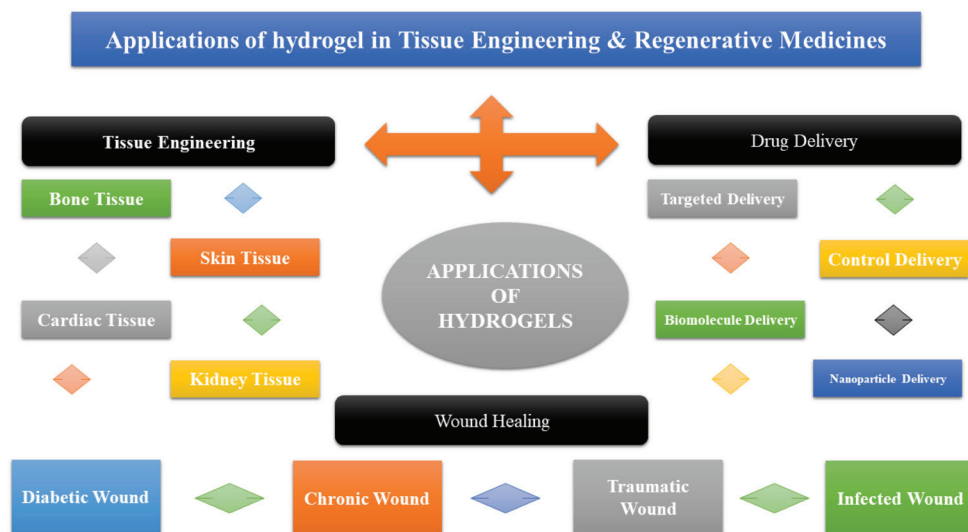 Applications of hydrogel in Tissue Engineering & Regenerative Medicines
Tissue Engineering
Drug Delivery
Bone Tissue
Targeted Delivery
Skin Tissue
Control Delivery
APPLICATIONS
OF
HYDROGELS
Cardiac Tissue
Biomolecule Delivery
Kidney Tissue
Nanoparticle Delivery
Wound Healing
Diabetic Wound
Chronic Wound
Traumatic
Wound
Infected Wound